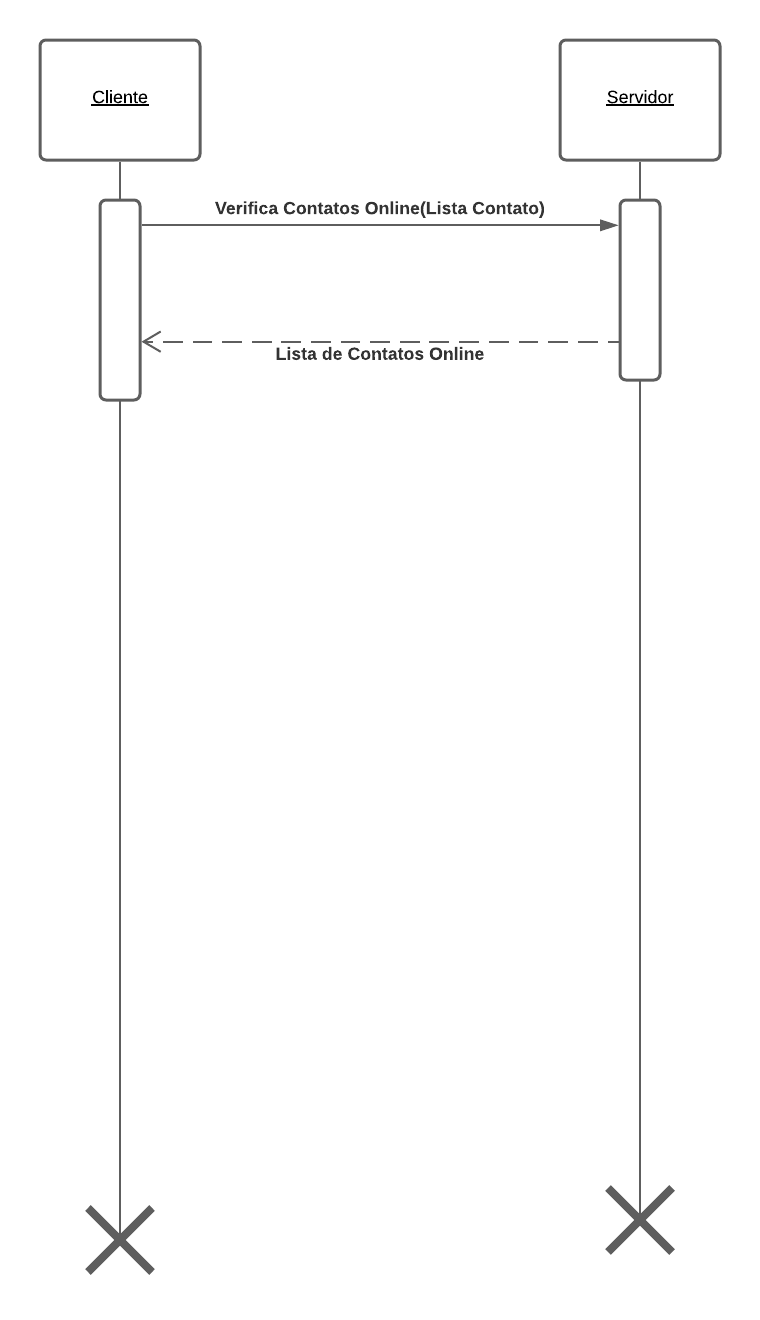 Cliente
Servidor
Verifica Contatos Online(Lista Contato)
Lista de Contatos Online